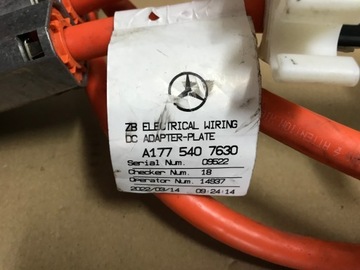 ZB ELECTRICAL WIRING
DC ADAPTER-PLATE
A177 540 7630
Serial Num. 09522
Checker Num. 18
Operator Num. 14937
2022/09/14 09:24:14